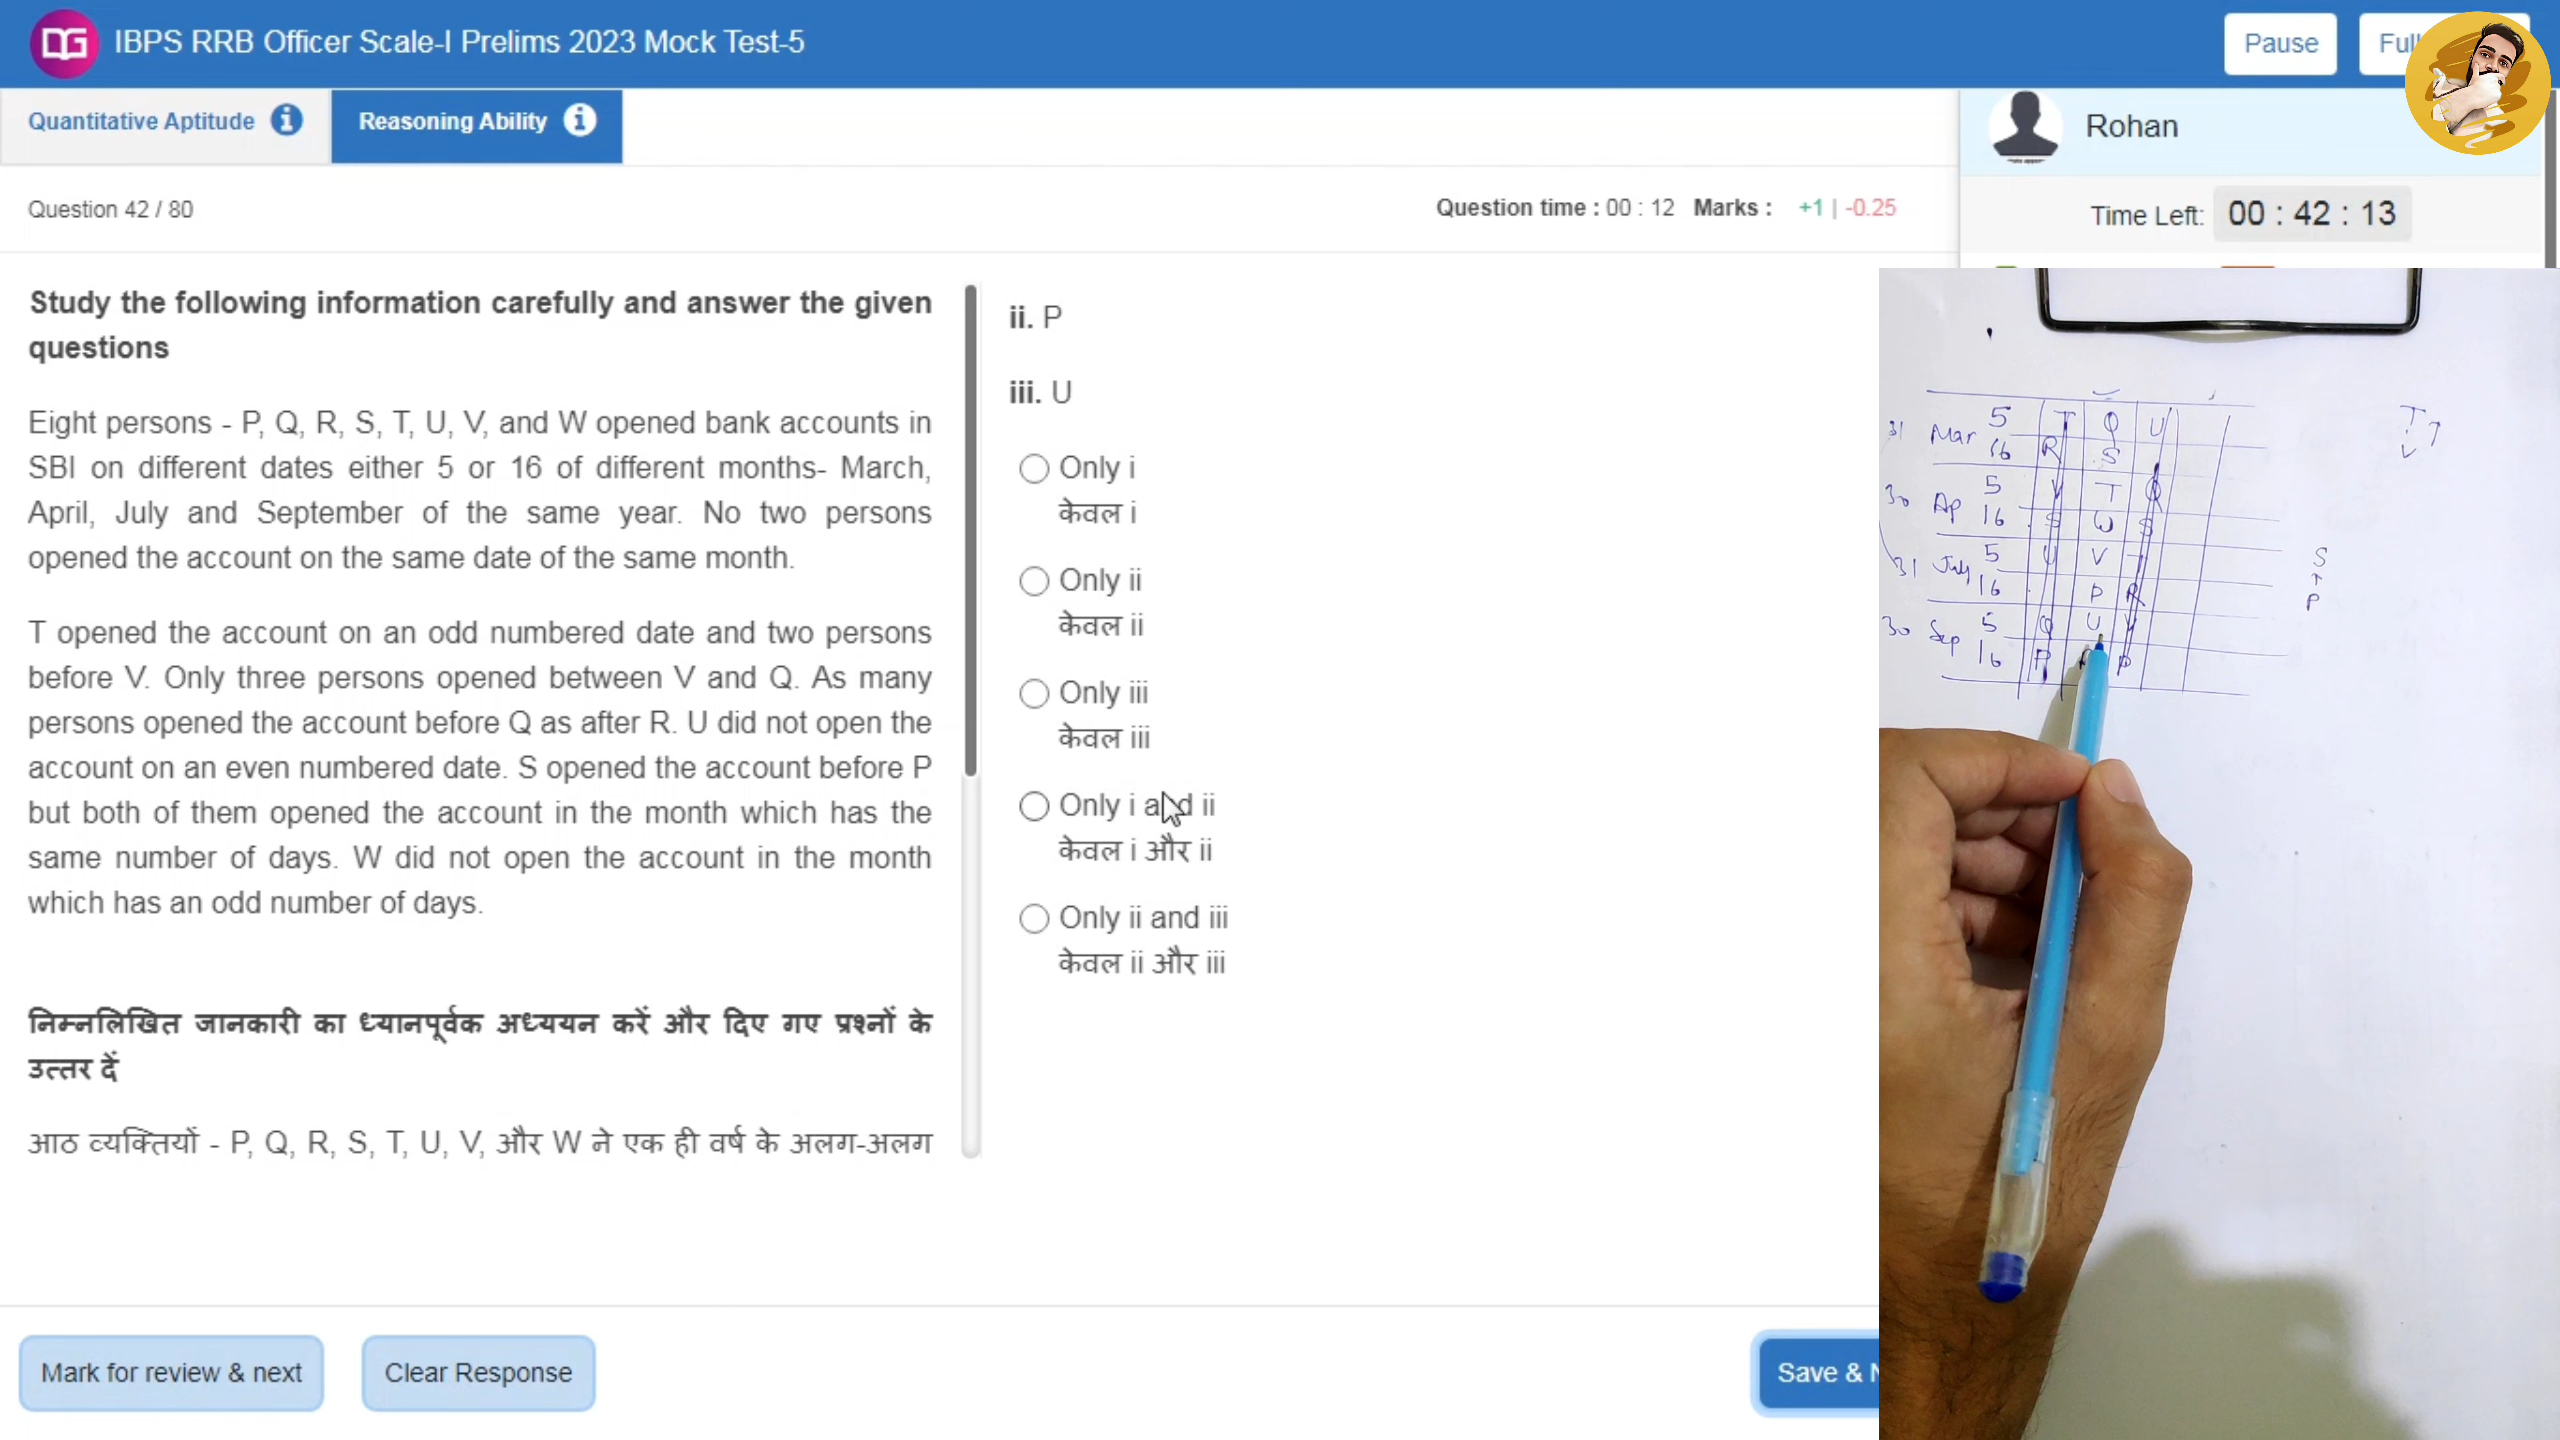 IBPS RRB Officer Scale-I Prelims 2023 Mock Test-5
Pause
Full
Quantitative Aptitude
Reasoning Ability
Rohan
Question 42 / 80
Question time : 00 : 12 Marks : +1 | -0.25
Time Left: 00 : 42 : 13
Study the following information carefully and answer the given
questions
Eight persons - P, Q, R, S, T, U, V, and W opened bank accounts in
SBI on different dates either 5 or 16 of different months- March,
April, July and September of the same year. No two persons
opened the account on the same date of the same month.
T opened the account on an odd numbered date and two persons
before V. Only three persons opened between V and Q. As many
persons opened the account before Q as after R. U did not open the
account on an even numbered date. S opened the account before P
but both of them opened the account in the month which has the
same number of days. W did not open the account in the month
which has an odd number of days.
निम्नलिखित जानकारी का ध्यानपूर्वक अध्ययन करें और दिए गए प्रश्नों के
उत्तर दें
आठ व्यक्तियों - P, Q, R, S, T, U, V, और W ने एक ही वर्ष के अलग-अलग
ii. P
iii. U
Only i
केवल i
Only ii
केवल ii
Only iii
केवल iii
Only i and ii
केवल i और ii
Only ii and iii
केवल ii और iii
Mark for review & next
Clear Response
Save & N
31 Mar 5 T Q U
16 R S
30 Ap 5 V T Q
16 S W S
31 July 5 U V T
16 P R
30 Sep 5 Q U V
16 P P
T
V
S
P